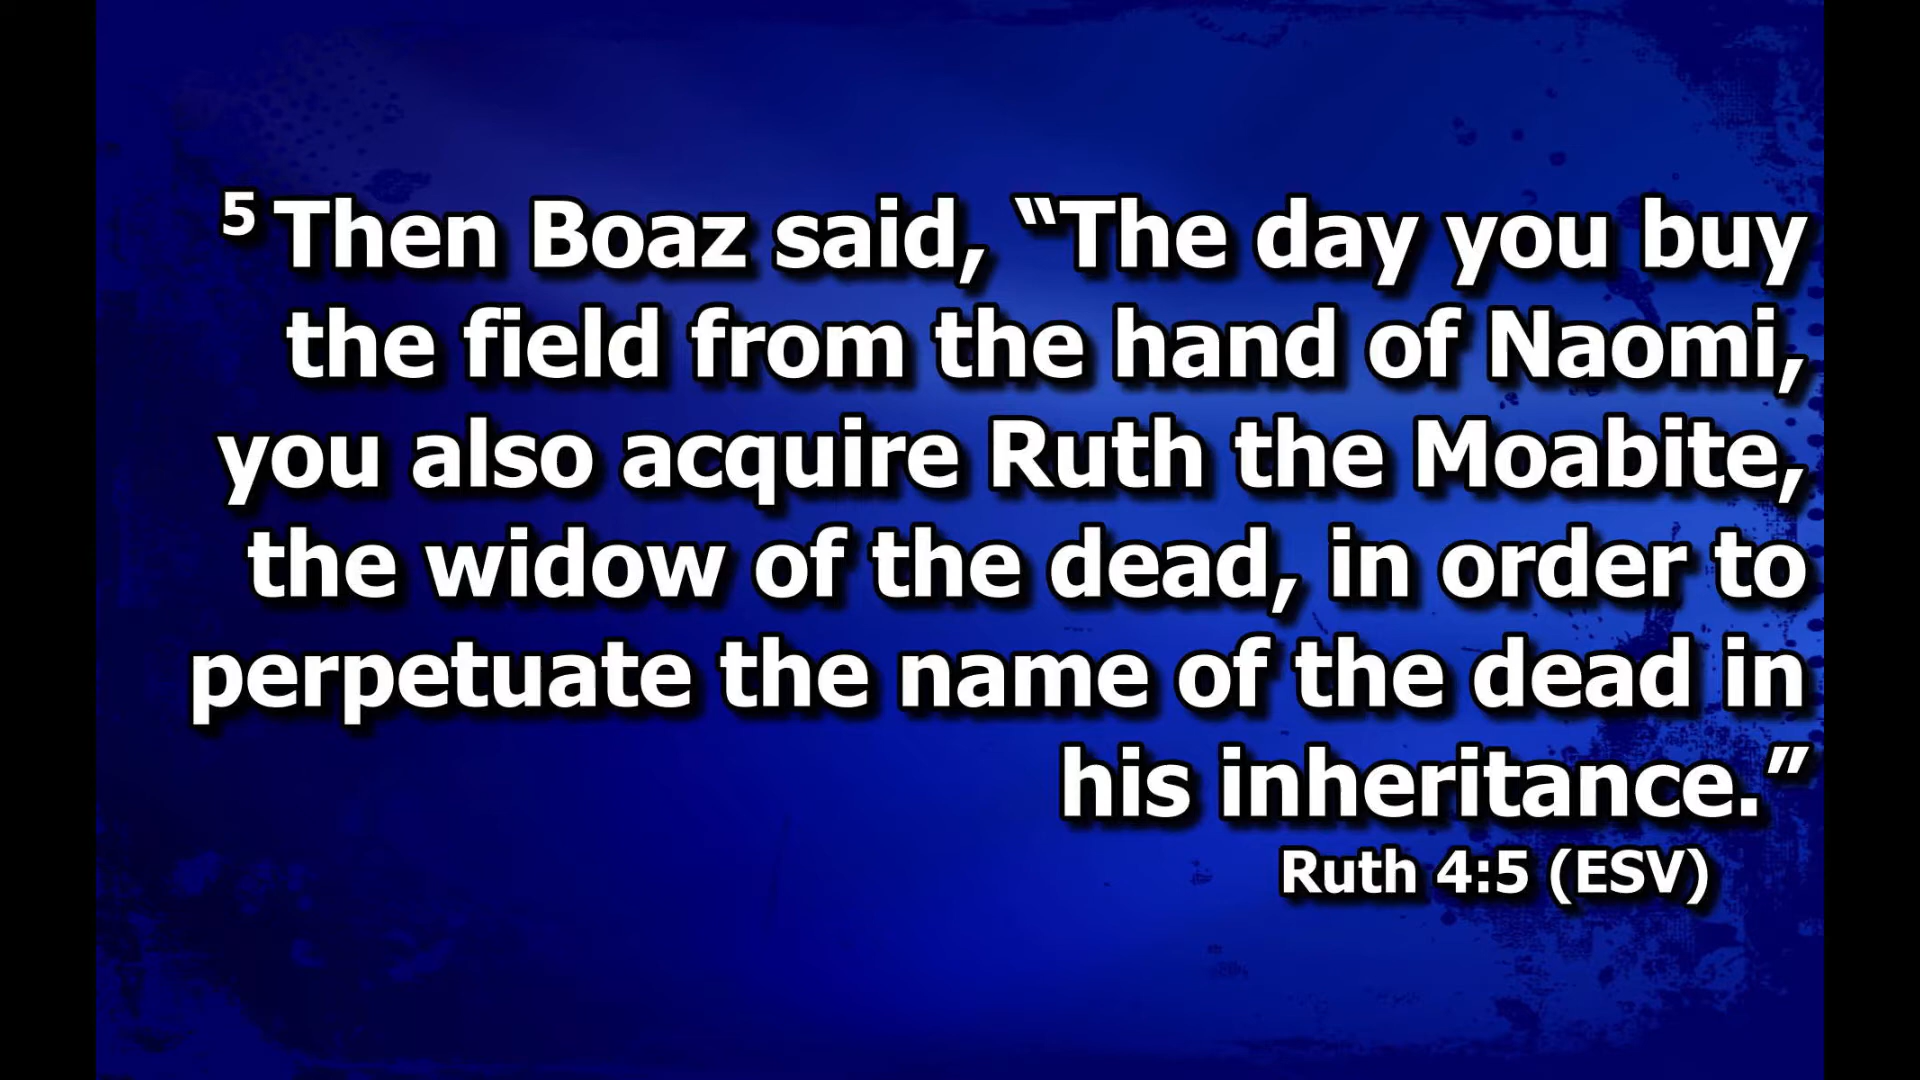 5 Then Boaz said, “The day you buy
the field from the hand of Naomi,
you also acquire Ruth the Moabite,
the widow of the dead, in order to
perpetuate the name of the dead in
his inheritance.”
Ruth 4:5 (ESV)